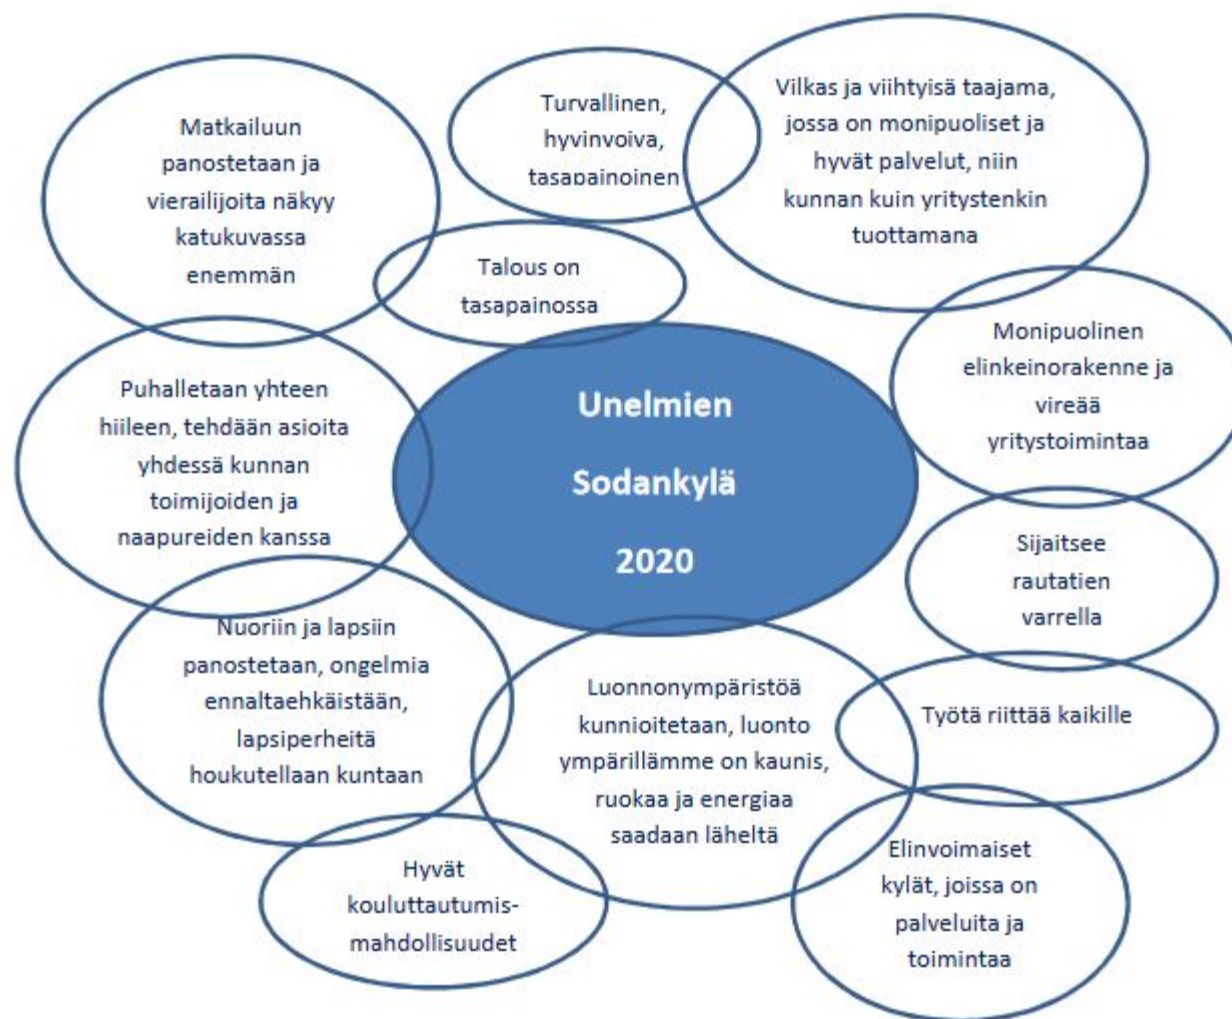 Matkailuun
panostetaan ja
vierailijoita näkyy
katukuvassa
enemmän
Turvallinen,
hyvinvoiva,
tasapainoinen
Vilkas ja viihtyisä taajama,
jossa on monipuoliset ja
hyvät palvelut, niin
kunnan kuin yritystenkin
tuottamana
Talous on
tasapainossa
Monipuolinen
elinkeinorakenne ja
vireää
yritystoimintaa
Puhalletaan yhteen
hiileen, tehdään asioita
yhdessä kunnan
toimijoiden ja
naapureiden kanssa
Unelmien
Sodankylä
2020
Sijaitsee
rautatien
varrella
Nuoriin ja lapsiin
panostetaan, ongelmia
ennaltaehkäistään,
lapsiperheitä
houkutellaan kuntaan
Luonnonympäristöä
kunnioitetaan, luonto
ympärillämme on kaunis,
ruokaa ja energiaa
saadaan läheltä
Työtä riittää kaikille
Hyvät
kouluttautumis-
mahdollisuudet
Elinvoimaiset
kylät, joissa on
palveluita ja
toimintaa